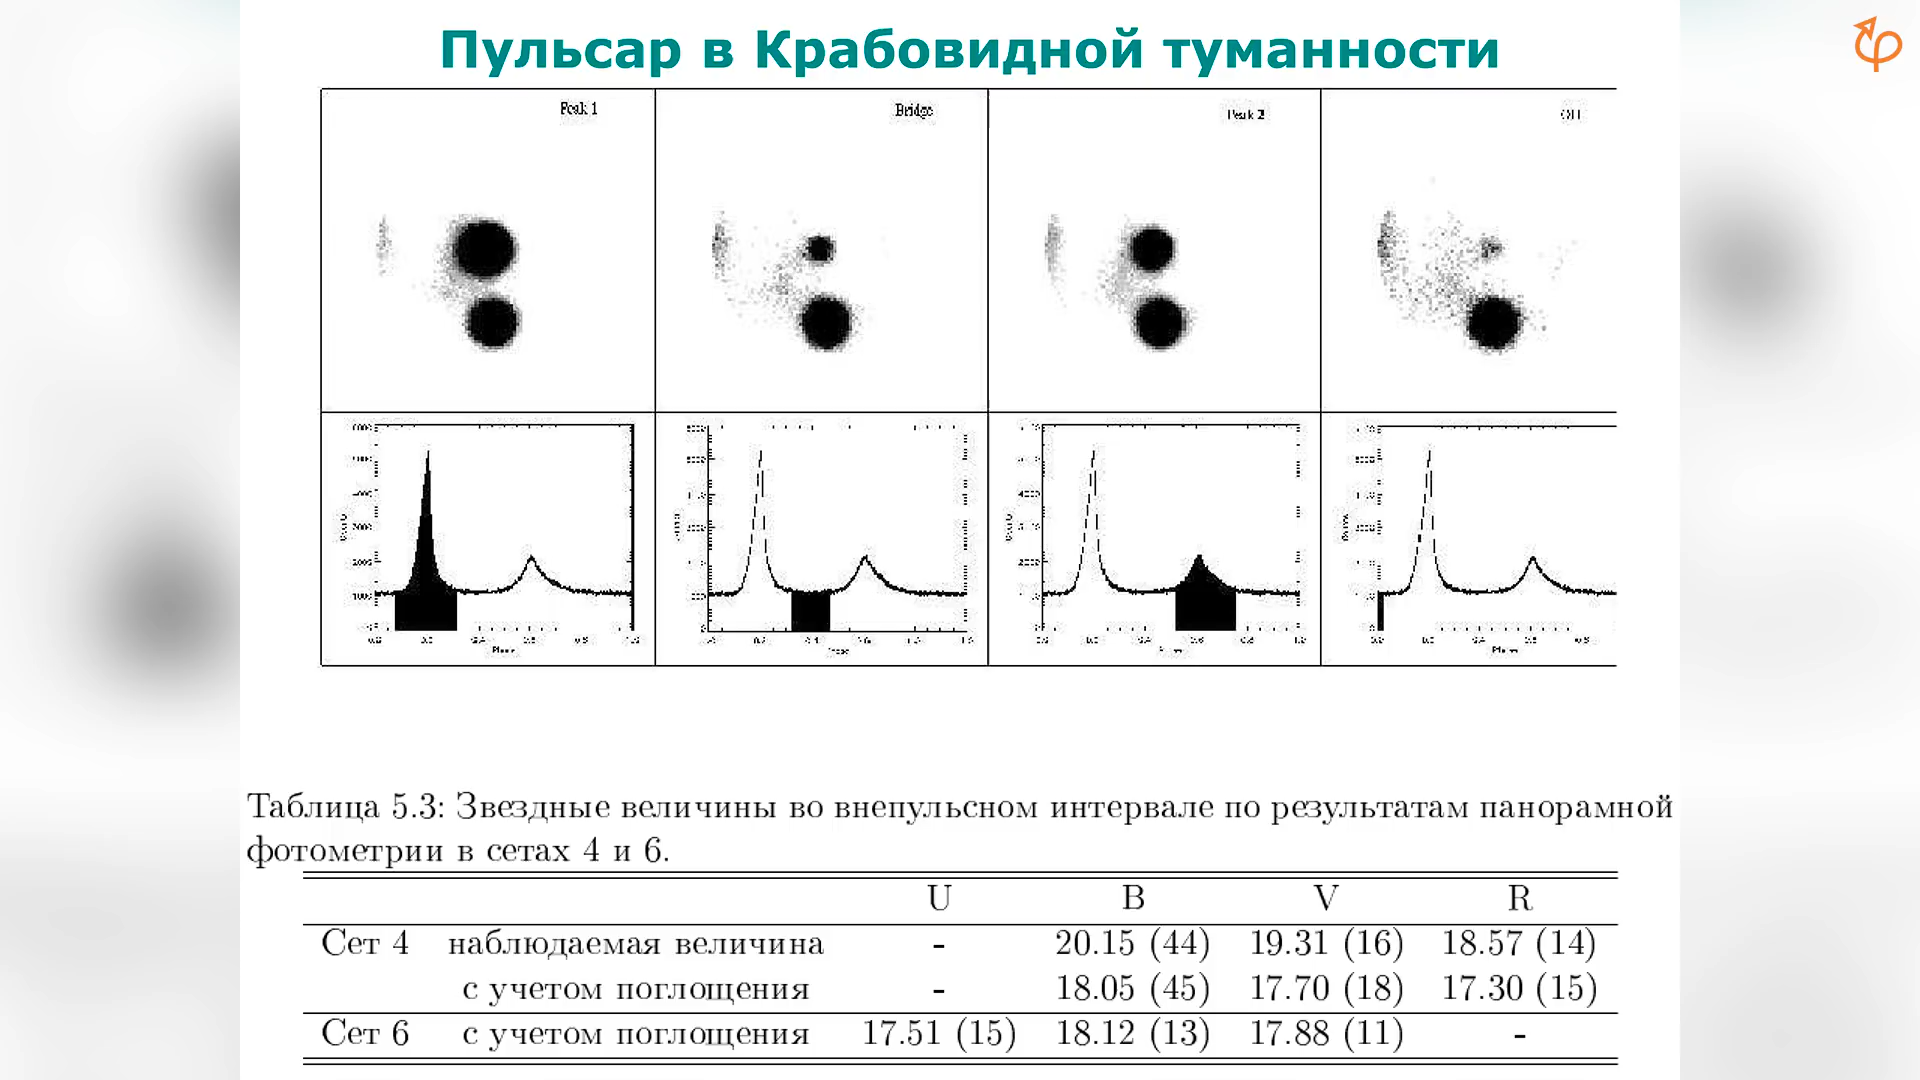 Пульсар в Крабовидной туманности
Peak 1
Bridge
Peak 2
Таблица 5.3: Звездные величины во внепульсном интервале по результатам панорамной
фотометрии в сетах 4 и 6.
U B V R
Сет 4 наблюдаемая величина - 20.15 (44) 19.31 (16) 18.57 (14)
с учетом поглощения - 18.05 (45) 17.70 (18) 17.30 (15)
Сет 6 с учетом поглощения 17.51 (15) 18.12 (13) 17.88 (11) -